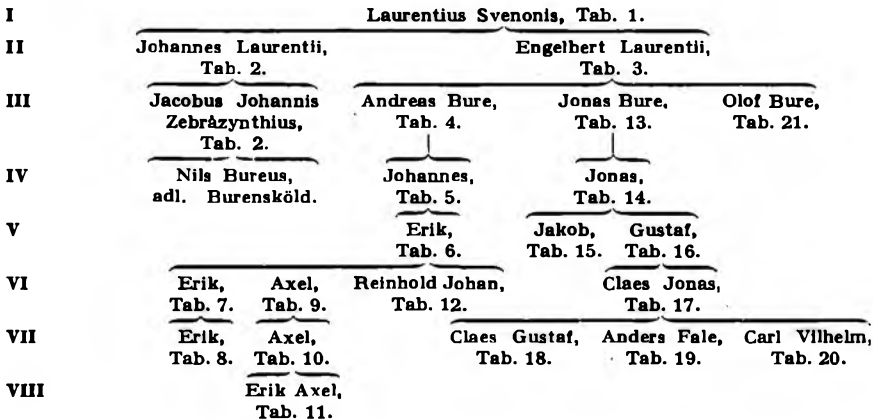 I Laurentius Svenonis, Tab. 1.
II Johannes Laurentii, Engelbert Laurentii,
Tab. 2. Tab. 3.
III Jacobus Johannis Andreas Bure, Jonas Bure, Olof Bure,
Zebråzynthius, Tab. 4. Tab. 13. Tab. 21.
Tab. 2.
IV Nils Bureus, Johannes, Jonas,
adl. Burensköld. Tab. 5. Tab. 14.
V Erik, Jakob, Gustaf,
Tab. 6. Tab. 15. Tab. 16.
VI Erik, Axel, Reinhold Johan, Claes Jonas,
Tab. 7. Tab. 9. Tab. 12. Tab. 17.
VII Erik, Axel, Claes Gustaf, Anders Fale, Carl Vilhelm,
Tab. 8. Tab. 10. Tab. 18. Tab. 19. Tab. 20.
VIII Erik Axel,
Tab. 11.